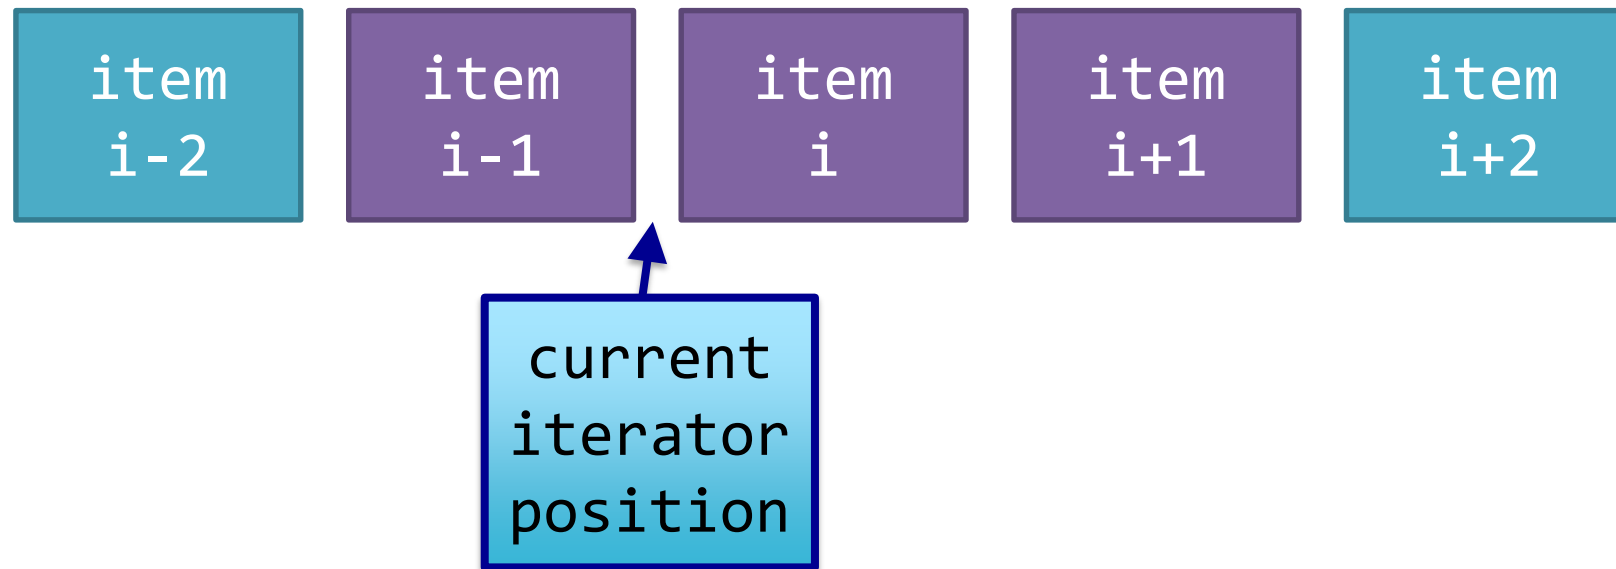 item
i-2
item
i-1
item
i
item
i+1
item
i+2
current
iterator
position